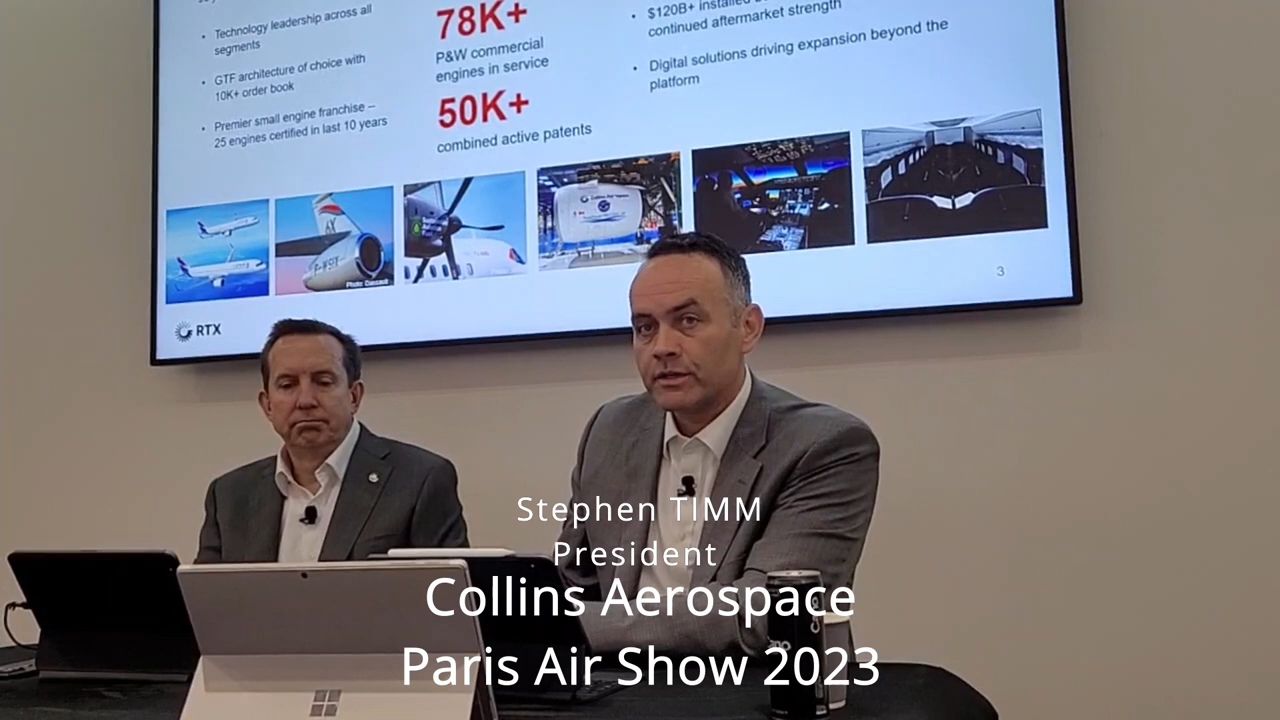 Technology leadership across all
segments
GTF architecture of choice with
10K+ order book
Premier small engine franchise –
25 engines certified in last 10 years
78K+
P&W commercial
engines in service
50K+
combined active patents
$120B+ installed
continued aftermarket strength
Digital solutions driving expansion beyond the
platform
Photo: Dassault
RTX
3
Stephen TIMM
President
Collins Aerospace
Paris Air Show 2023